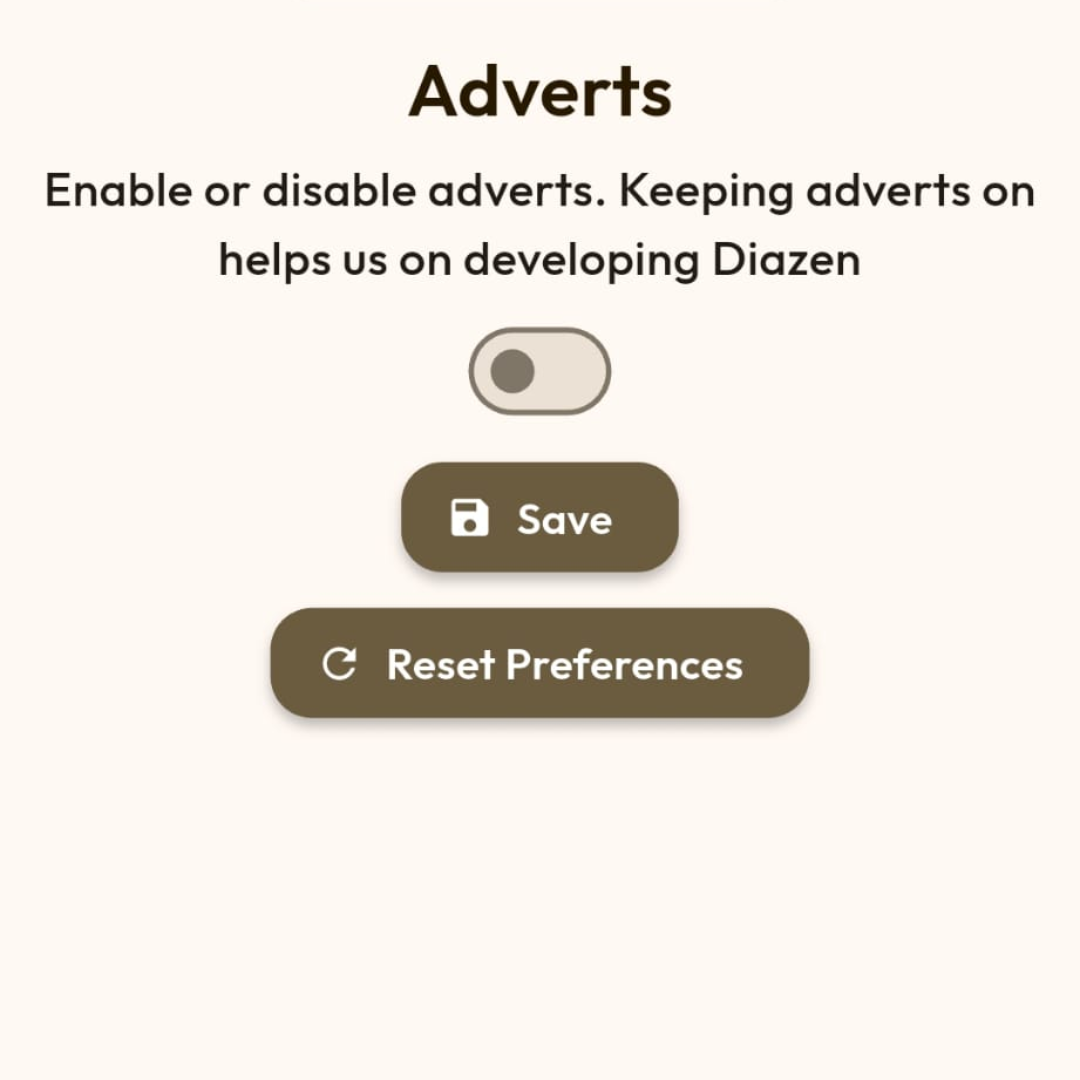 Adverts
Enable or disable adverts. Keeping adverts on
helps us on developing Diazen
Save
Reset Preferences